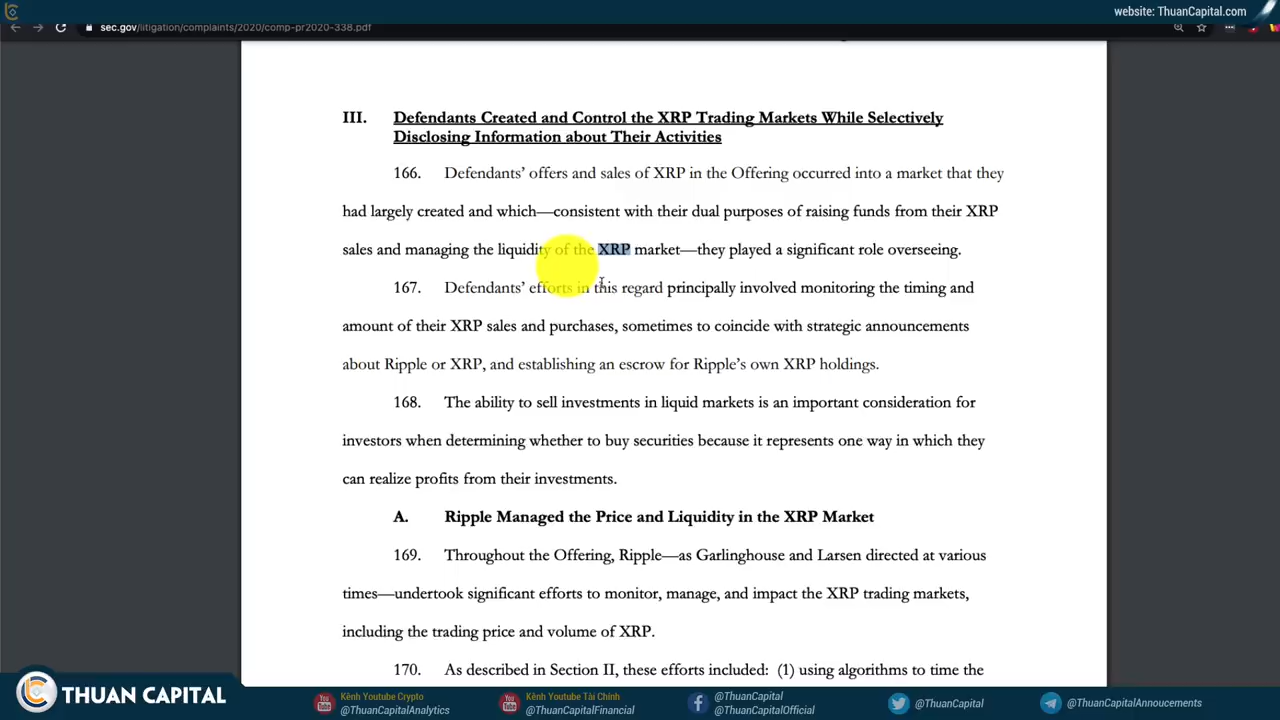 website: ThuanCapital.com
sec.gov/litigation/complaints/2020/comp-pr2020-338.pdf
III. Defendants Created and Control the XRP Trading Markets While Selectively
Disclosing Information about Their Activities
166. Defendants’ offers and sales of XRP in the Offering occurred into a market that they
had largely created and which—consistent with their dual purposes of raising funds from their XRP
sales and managing the liquidity of the XRP market—they played a significant role overseeing.
167. Defendants’ efforts in this regard principally involved monitoring the timing and
amount of their XRP sales and purchases, sometimes to coincide with strategic announcements
about Ripple or XRP, and establishing an escrow for Ripple’s own XRP holdings.
168. The ability to sell investments in liquid markets is an important consideration for
investors when determining whether to buy securities because it represents one way in which they
can realize profits from their investments.
A. Ripple Managed the Price and Liquidity in the XRP Market
169. Throughout the Offering, Ripple—as Garlinghouse and Larsen directed at various
times—undertook significant efforts to monitor, manage, and impact the XRP trading markets,
including the trading price and volume of XRP.
170. As described in Section II, these efforts included: (1) using algorithms to time the
THUAN CAPITAL
You Tube
Kênh Youtube Crypto
@ThuanCapitalAnalytics
You Tube
Kênh Youtube Tài Chính
@ThuanCapitalFinancial
@ThuanCapital
@ThuanCapitalOfficial
@ThuanCapital
@ThuanCapitalAnnoucements